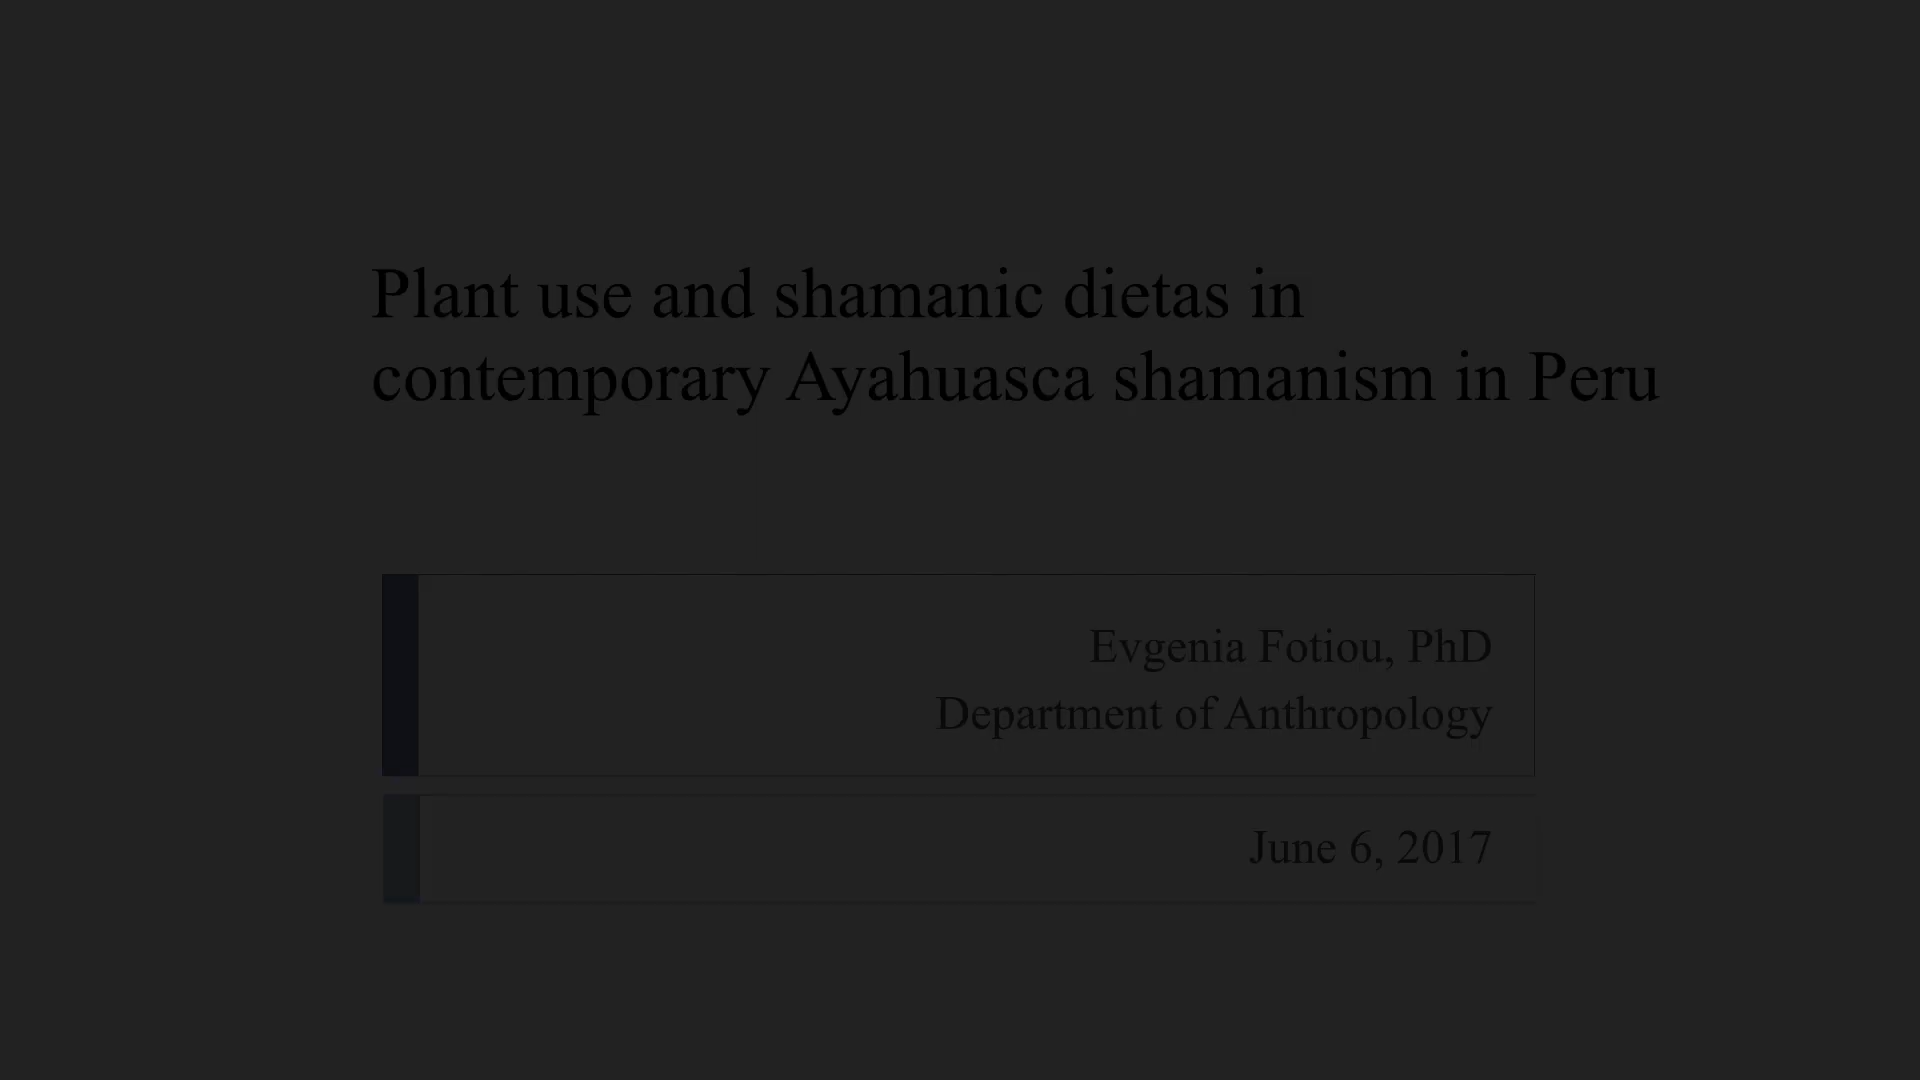 Plant use and shamanic dietas in
contemporary Ayahuasca shamanism in Peru
Evgenia Fotiou, PhD
Department of Anthropology
June 6, 2017